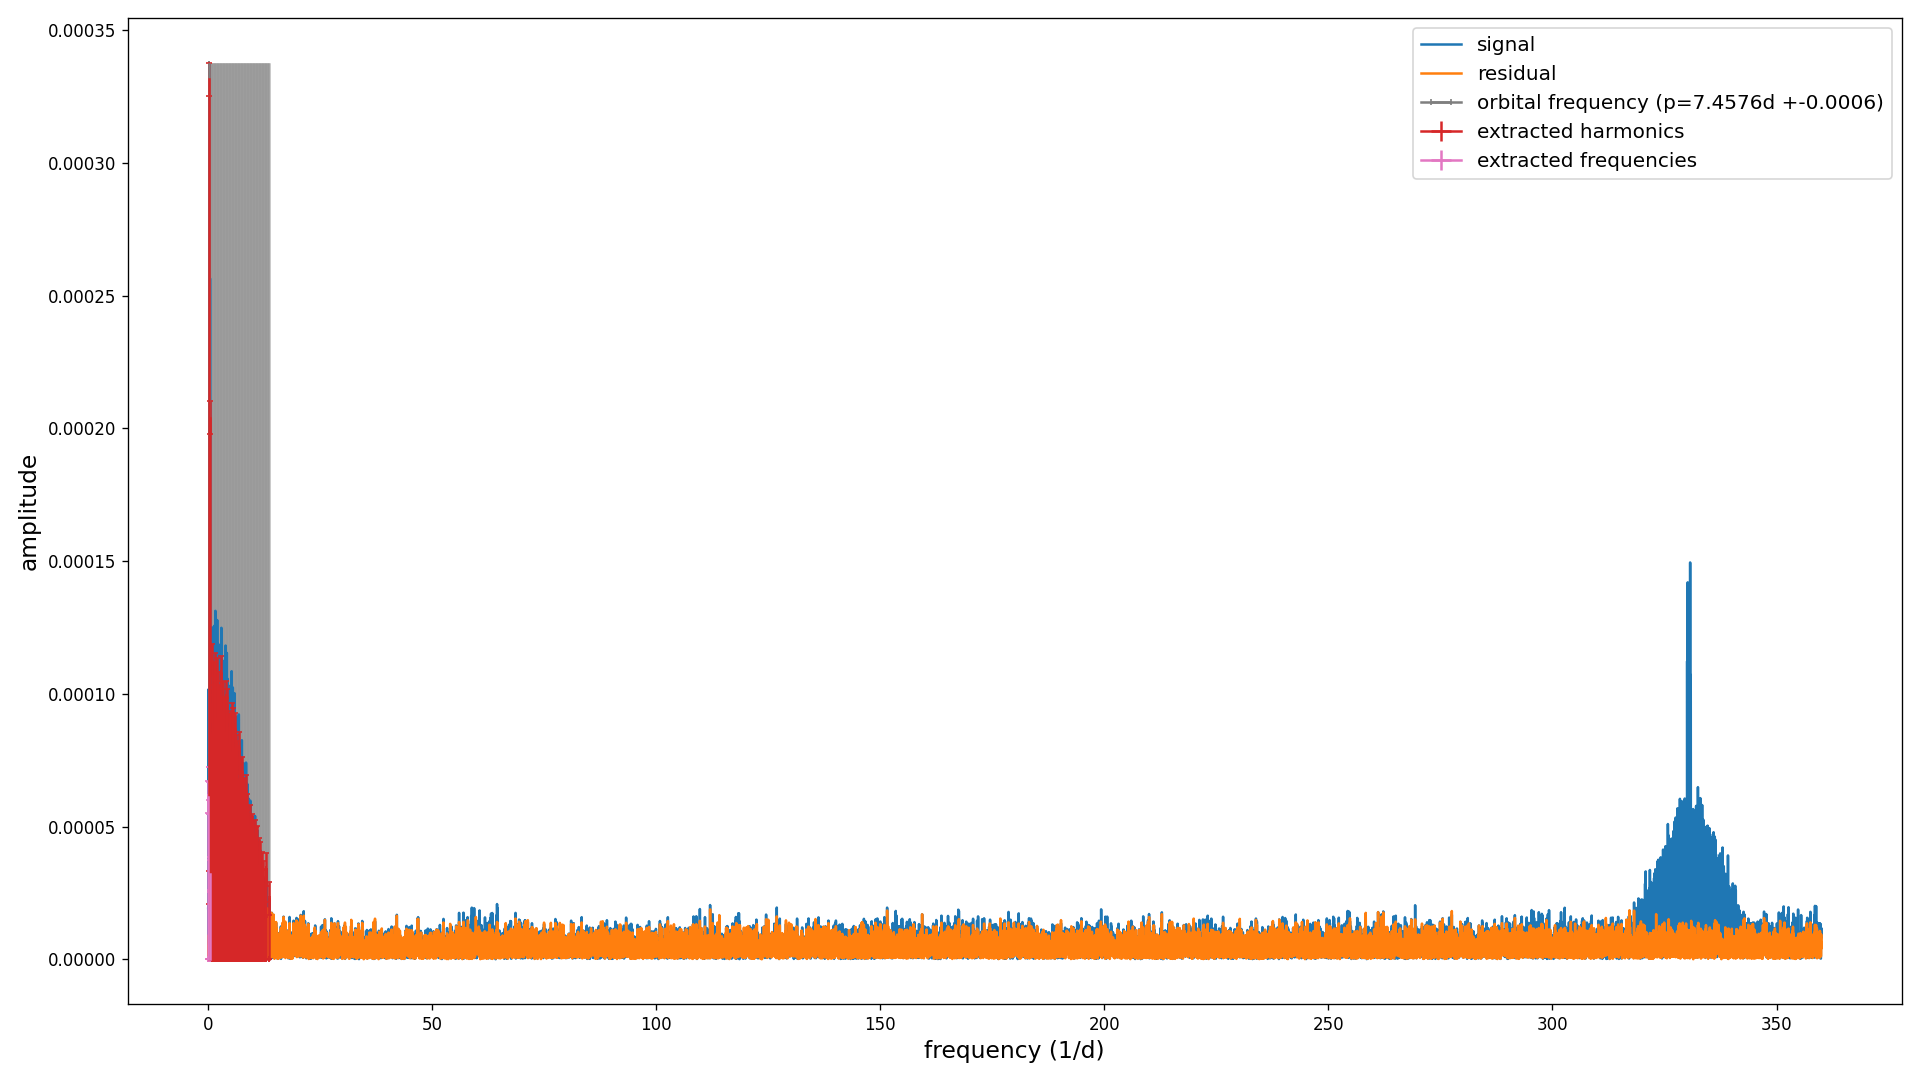 0.00035
0.00030
0.00025
0.00020
0.00015
0.00010
0.00005
0.00000
amplitude
signal
residual
orbital frequency (p=7.4576d +-0.0006)
extracted harmonics
extracted frequencies
0 50 100 150 200 250 300 350
frequency (1/d)